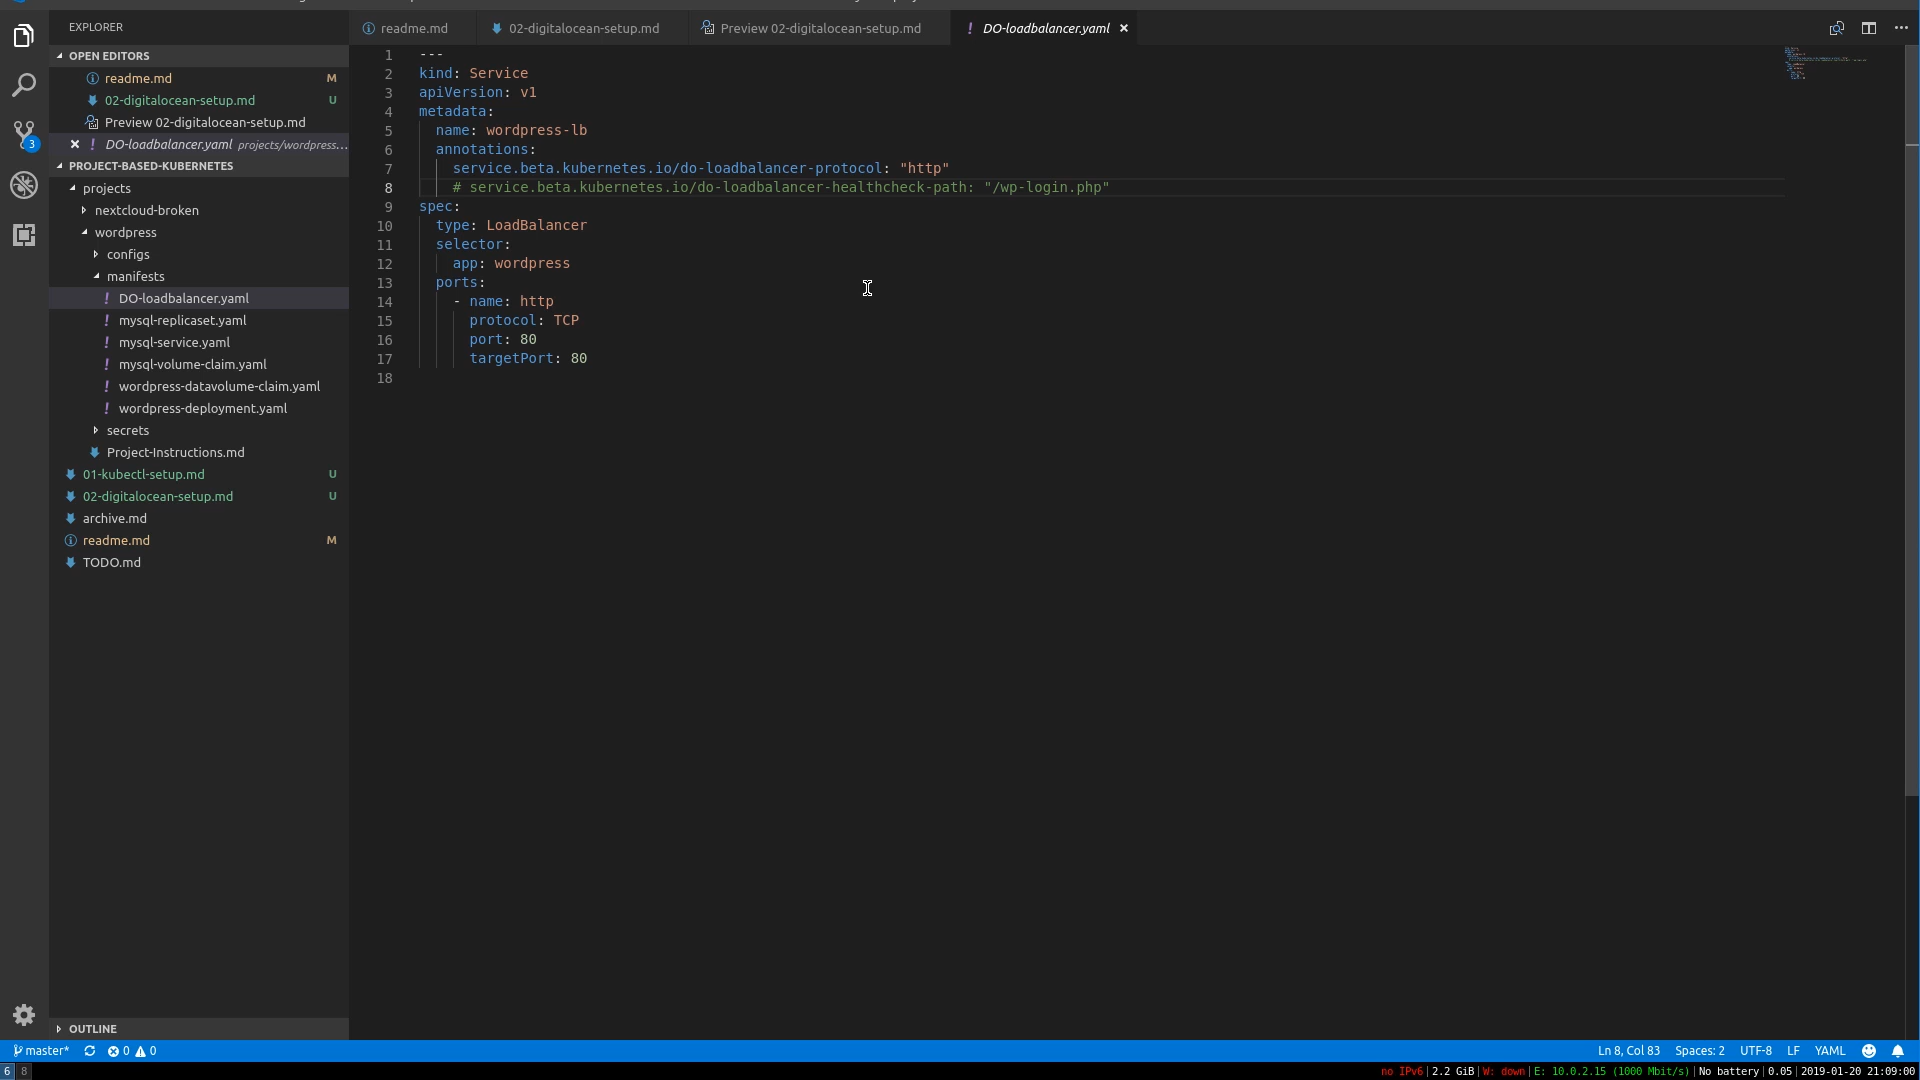 EXPLORER
OPEN EDITORS
readme.md M
02-digitalocean-setup.md U
Preview 02-digitalocean-setup.md
! DO-loadbalancer.yaml projects/wordpress...
3
PROJECT-BASED-KUBERNETES
projects
nextcloud-broken
wordpress
configs
manifests
! DO-loadbalancer.yaml
! mysql-replicaset.yaml
! mysql-service.yaml
! mysql-volume-claim.yaml
! wordpress-datavolume-claim.yaml
! wordpress-deployment.yaml
secrets
Project-Instructions.md
01-kubectl-setup.md U
02-digitalocean-setup.md U
archive.md
readme.md M
TODO.md
OUTLINE
readme.md 02-digitalocean-setup.md Preview 02-digitalocean-setup.md ! DO-loadbalancer.yaml ×
1 ---
2 kind: Service
3 apiVersion: v1
4 metadata:
5 name: wordpress-lb
6 annotations:
7 service.beta.kubernetes.io/do-loadbalancer-protocol: "http"
8 # service.beta.kubernetes.io/do-loadbalancer-healthcheck-path: "/wp-login.php"
9 spec:
10 type: LoadBalancer
11 selector:
12 app: wordpress
13 ports:
14 - name: http
15 protocol: TCP
16 port: 80
17 targetPort: 80
18
master* 0 0 Ln 8, Col 83 Spaces: 2 UTF-8 LF YAML
6 8 no IPv6|2.2 GiB|W: down|E: 10.0.2.15 (1000 Mbit/s)|No battery|0.05|2019-01-20 21:09:00